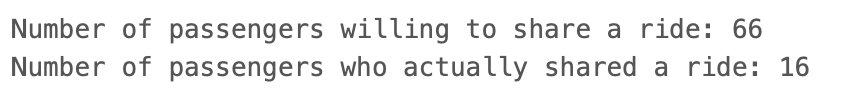 Number of passengers willing to share a ride: 66
Number of passengers who actually shared a ride: 16